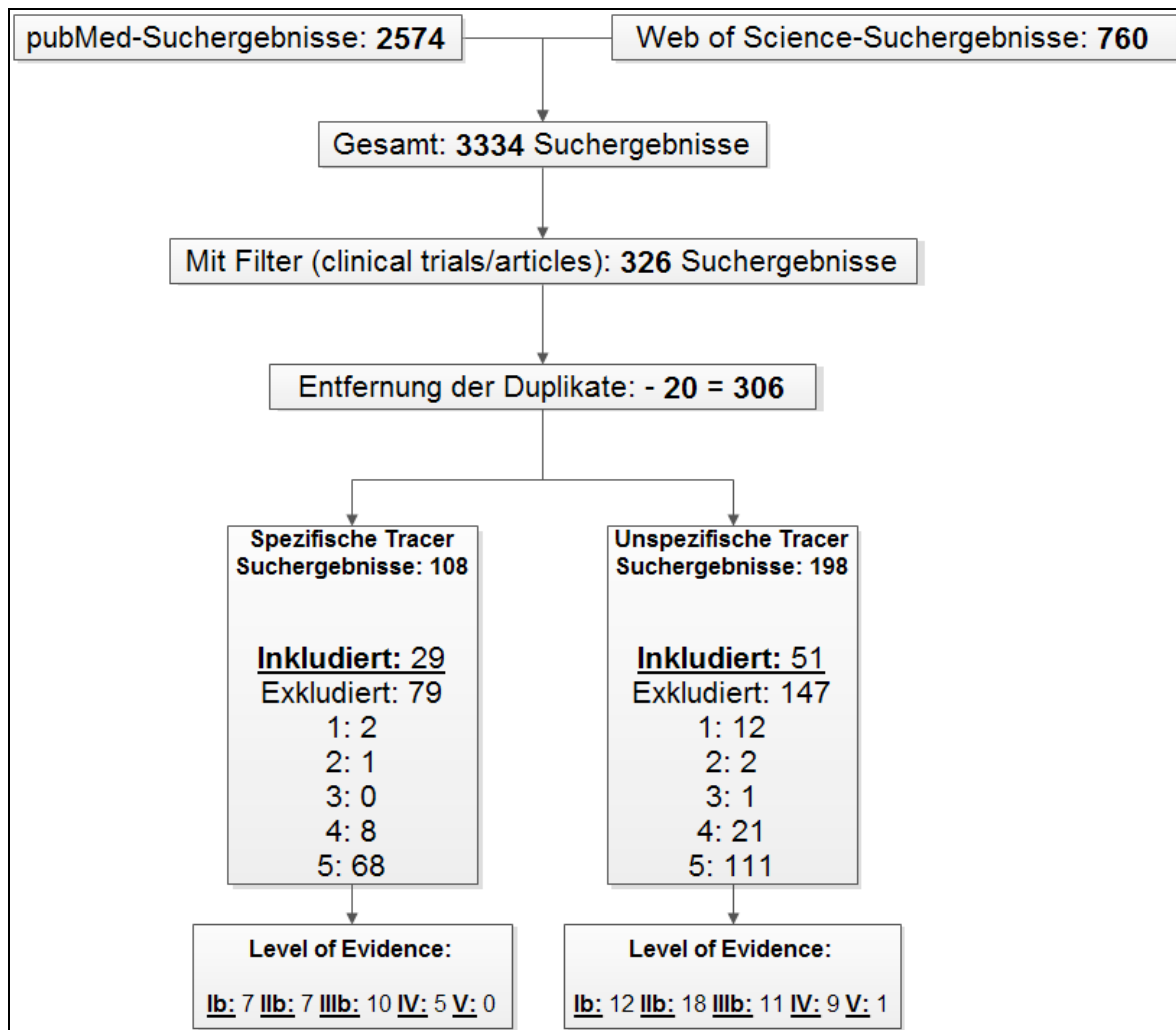 pubMed-Suchergebnisse: 2574
Web of Science-Suchergebnisse: 760
Gesamt: 3334 Suchergebnisse
Mit Filter (clinical trials/articles): 326 Suchergebnisse
Entfernung der Duplikate: - 20 = 306
Spezifische Tracer
Suchergebnisse: 108
Inkludiert: 29
Exkludiert: 79
1: 2
2: 1
3: 0
4: 8
5: 68
Unspezifische Tracer
Suchergebnisse: 198
Inkludiert: 51
Exkludiert: 147
1: 12
2: 2
3: 1
4: 21
5: 111
Level of Evidence:
Ib: 7 IIb: 7 IIIb: 10 IV: 5 V: 0
Level of Evidence:
Ib: 12 IIb: 18 IIIb: 11 IV: 9 V: 1